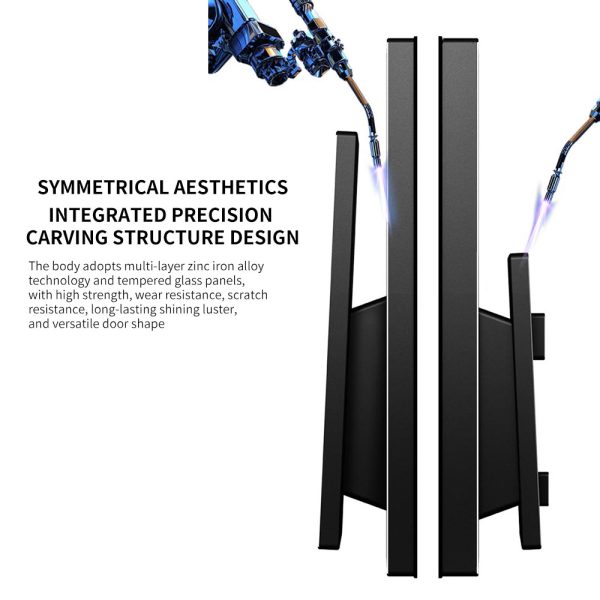 SYMMETRICAL AESTHETICS
INTEGRATED PRECISION
CARVING STRUCTURE DESIGN
The body adopts multi-layer zinc iron alloy
technology and tempered glass panels,
with high strength, wear resistance, scratch
resistance, long-lasting shining luster,
and versatile door shape